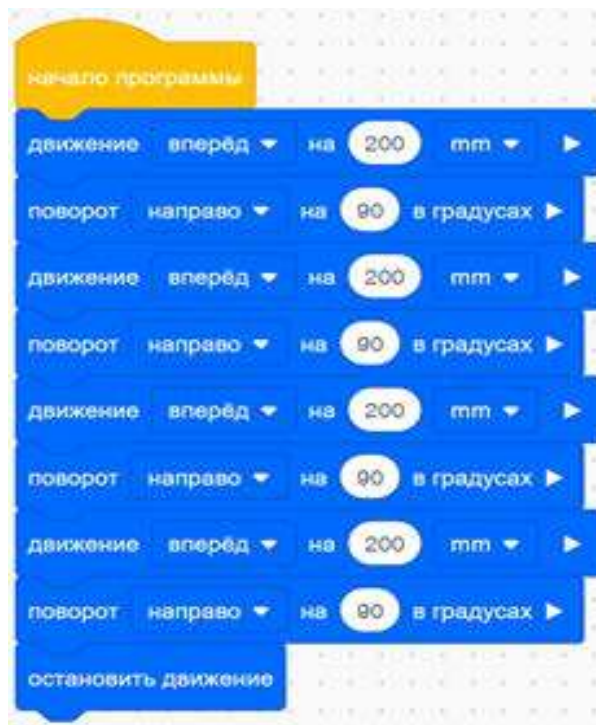 начало программы
движение вперёд на 200 mm
поворот направо на 90 в градусах
движение вперёд на 200 mm
поворот направо на 90 в градусах
движение вперёд на 200 mm
поворот направо на 90 в градусах
движение вперёд на 200 mm
поворот направо на 90 в градусах
остановить движение